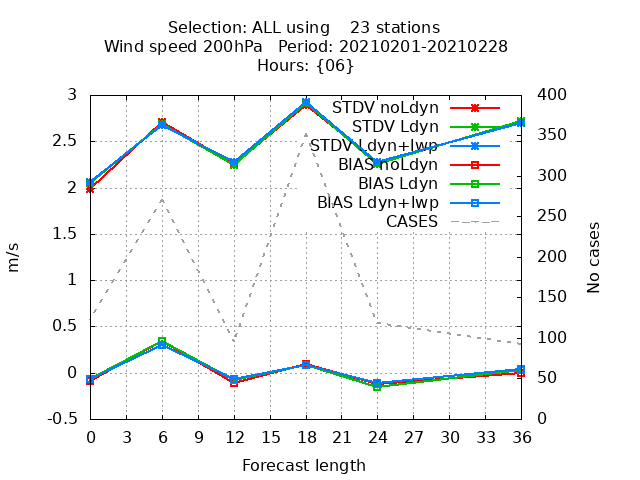 Selection: ALL using    23 stations
Wind speed 200hPa   Period: 20210201-20210228
Hours: {06}
STDV noLdyn
STDV Ldyn
STDV Ldyn+lwp
BIAS noLdyn
BIAS Ldyn
BIAS Ldyn+lwp
CASES
m/s
3
2.5
2
1.5
1
0.5
0
-0.5
400
350
300
250
200
150
100
50
0
No cases
0 3 6 9 12 15 18 21 24 27 30 33 36
Forecast length